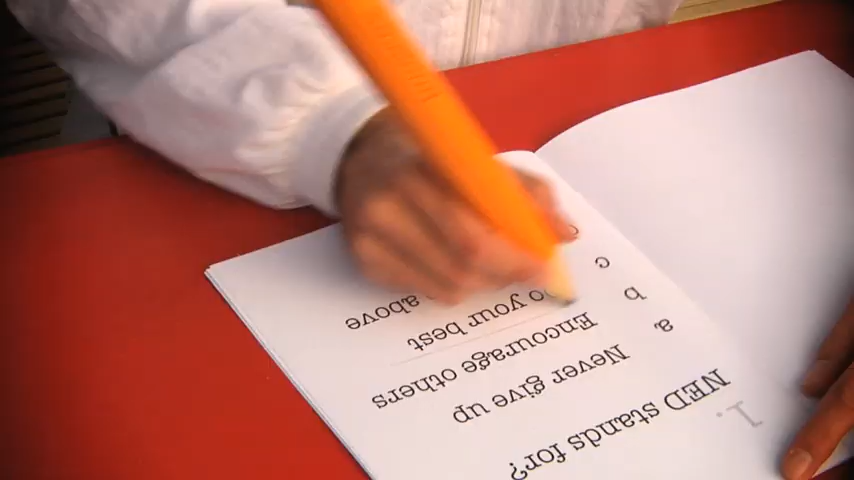 1.
NED stands for?
a Never give up
b Encourage others
c Do your best
above